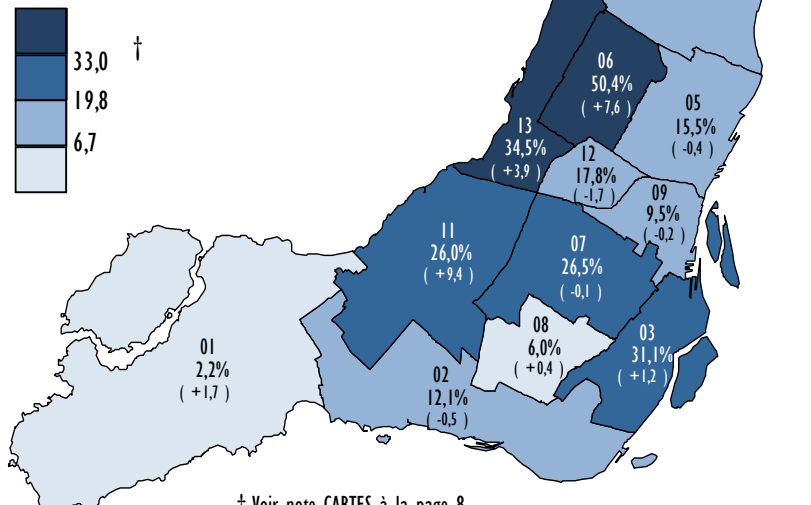 †
33,0
19,8
6,7
06
50,4%
( +7,6 )
05
15,5%
( -0,4 )
13
34,5%
( +3,9 )
12
17,8%
( -1,7 )
09
9,5%
( -0,2 )
11
26,0%
( +9,4 )
07
26,5%
( -0,1 )
08
6,0%
( +0,4 )
03
31,1%
( +1,2 )
01
2,2%
( +1,7 )
02
12,1%
( -0,5 )
† Voir note CARTES à la page 8